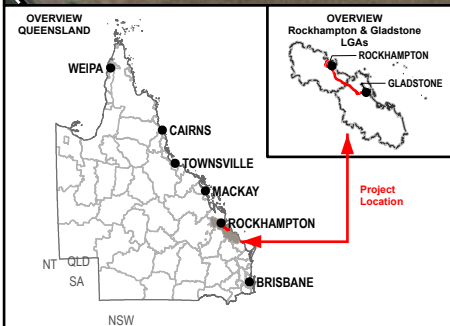 OVERVIEW
QUEENSLAND
WEIPA
CAIRNS
TOWNSVILLE
MACKAY
ROCKHAMPTON
BRISBANE
NT
QLD
SA
NSW
OVERVIEW
Rockhampton & Gladstone
LGAs
ROCKHAMPTON
GLADSTONE
Project
Location